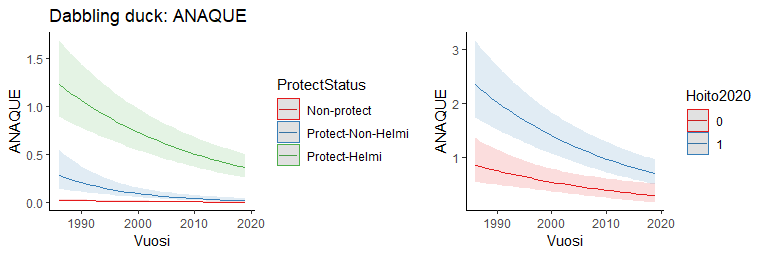 Dabbling duck: ANAQUE
1.5
1.0
0.5
0.0
ANAQUE
1990 2000 2010 2020
Vuosi
ProtectStatus
Non-protect
Protect-Non-Helmi
Protect-Helmi
3
2
1
ANAQUE
1990 2000 2010 2020
Vuosi
Hoito2020
0
1